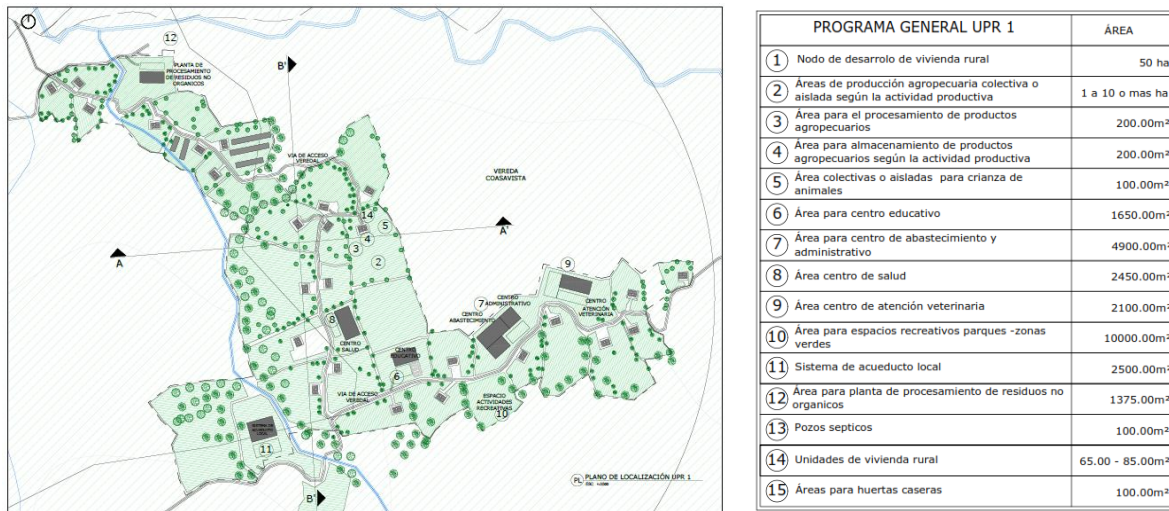 12
PLANTA DE
PROCESAMIENTO
DE RESIDUOS NO
ORGANICOS
B'
VIA DE ACCESO
VEREDAL
VEREDA
COASAVISTA
14
5
4
3
2
A
A'
9
7
CENTRO
ADMINISTRATIVO
CENTRO
ABASTECIMIENTO
CENTRO
ATENCIÓN
VETERINARIA
8
CENTRO
SALUD
CENTRO
EDUCATIVO
6
VIA DE ACCESO
VEREDAL
ESPACIO
ACTIVIDADES
RECREATIVAS
10
11
B'
PL PLANO DE LOCALIZACIÓN UPR 1
PROGRAMA GENERAL UPR 1 ÁREA
1 Nodo de desarrolo de vivienda rural 50 ha
2 Áreas de producción agropecuaria colectiva o
aislada según la actividad productiva 1 a 10 o mas ha
3 Área para el procesamiento de productos
agropecuarios 200.00m²
4 Área para almacenamiento de productos
agropecuarios según la actividad productiva 200.00m²
5 Área colectivas o aisladas para crianza de
animales 100.00m²
6 Área para centro educativo 1650.00m²
7 Área para centro de abastecimiento y
administrativo 4900.00m²
8 Área centro de salud 2450.00m²
9 Área centro de atención veterinaria 2100.00m²
10 Área para espacios recreativos parques -zonas
verdes 10000.00m²
11 Sistema de acueducto local 2500.00m²
12 Área para planta de procesamiento de residuos no
organicos 1375.00m²
13 Pozos septicos 100.00m²
14 Unidades de vivienda rural 65.00 - 85.00m²
15 Áreas para huertas caseras 100.00m²